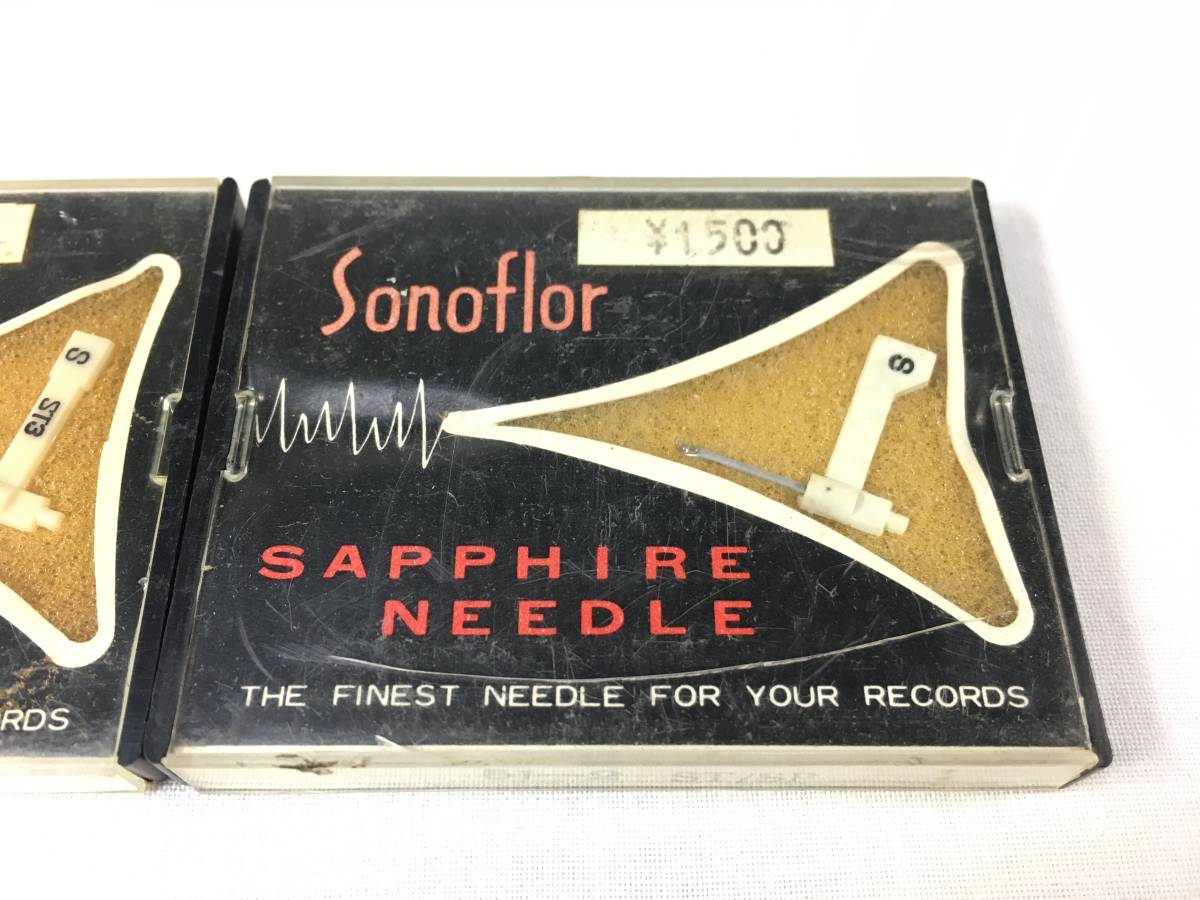 S
ST3
RDS
¥1,500
Sonoflor
S
SAPPHIRE
NEEDLE
THE FINEST NEEDLE FOR YOUR RECORDS